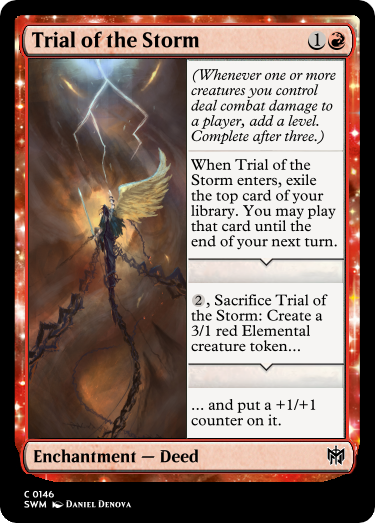 Trial of the Storm
1
(Whenever one or more
creatures you control
deal combat damage to
a player, add a level.
Complete after three.)
When Trial of the
Storm enters, exile
the top card of your
library. You may play
that card until the
end of your next turn.
2, Sacrifice Trial of
the Storm: Create a
3/1 red Elemental
creature token...
... and put a +1/+1
counter on it.
Enchantment — Deed
C 0146
SWM DANIEL DENOVA